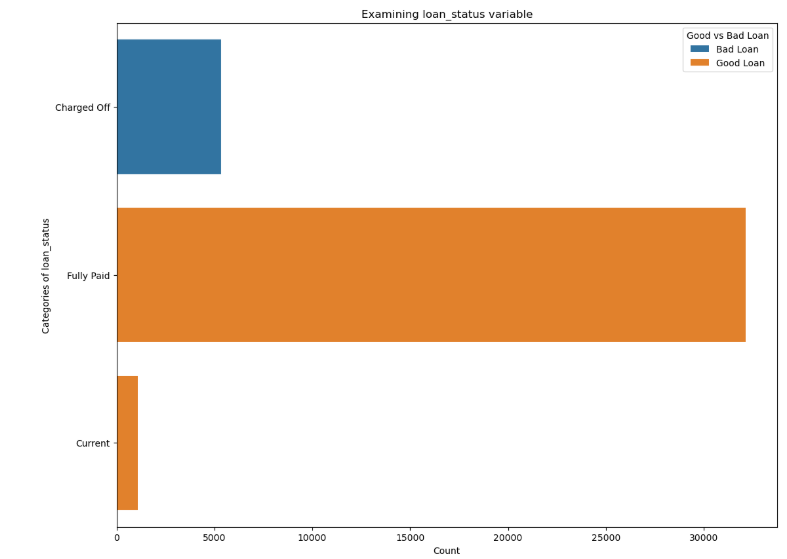 Examining loan_status variable
Good vs Bad Loan
Bad Loan
Good Loan
Categories of loan_status
Charged Off
Fully Paid
Current
0 5000 10000 15000 20000 25000 30000
Count